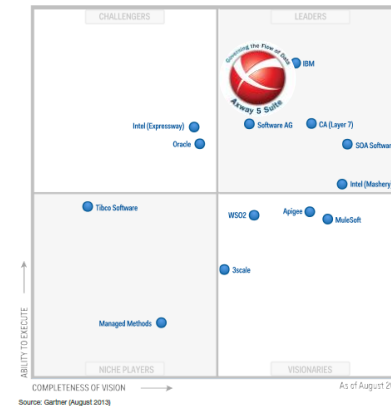 CHALLENGERS
LEADERS
Governing the Flow of Data
Axway 5 Suite
IBM
Intel (Expressway)
Software AG
CA (Layer 7)
Oracle
SOA Softwar
Intel (Mashery
Tibco Software
WSO2
Apigee
MuleSoft
3scale
Managed Methods
ABILITY TO EXECUTE
NICHE PLAYERS
VISIONARIES
COMPLETENESS OF VISION
As of August 20
Source: Gartner (August 2013)